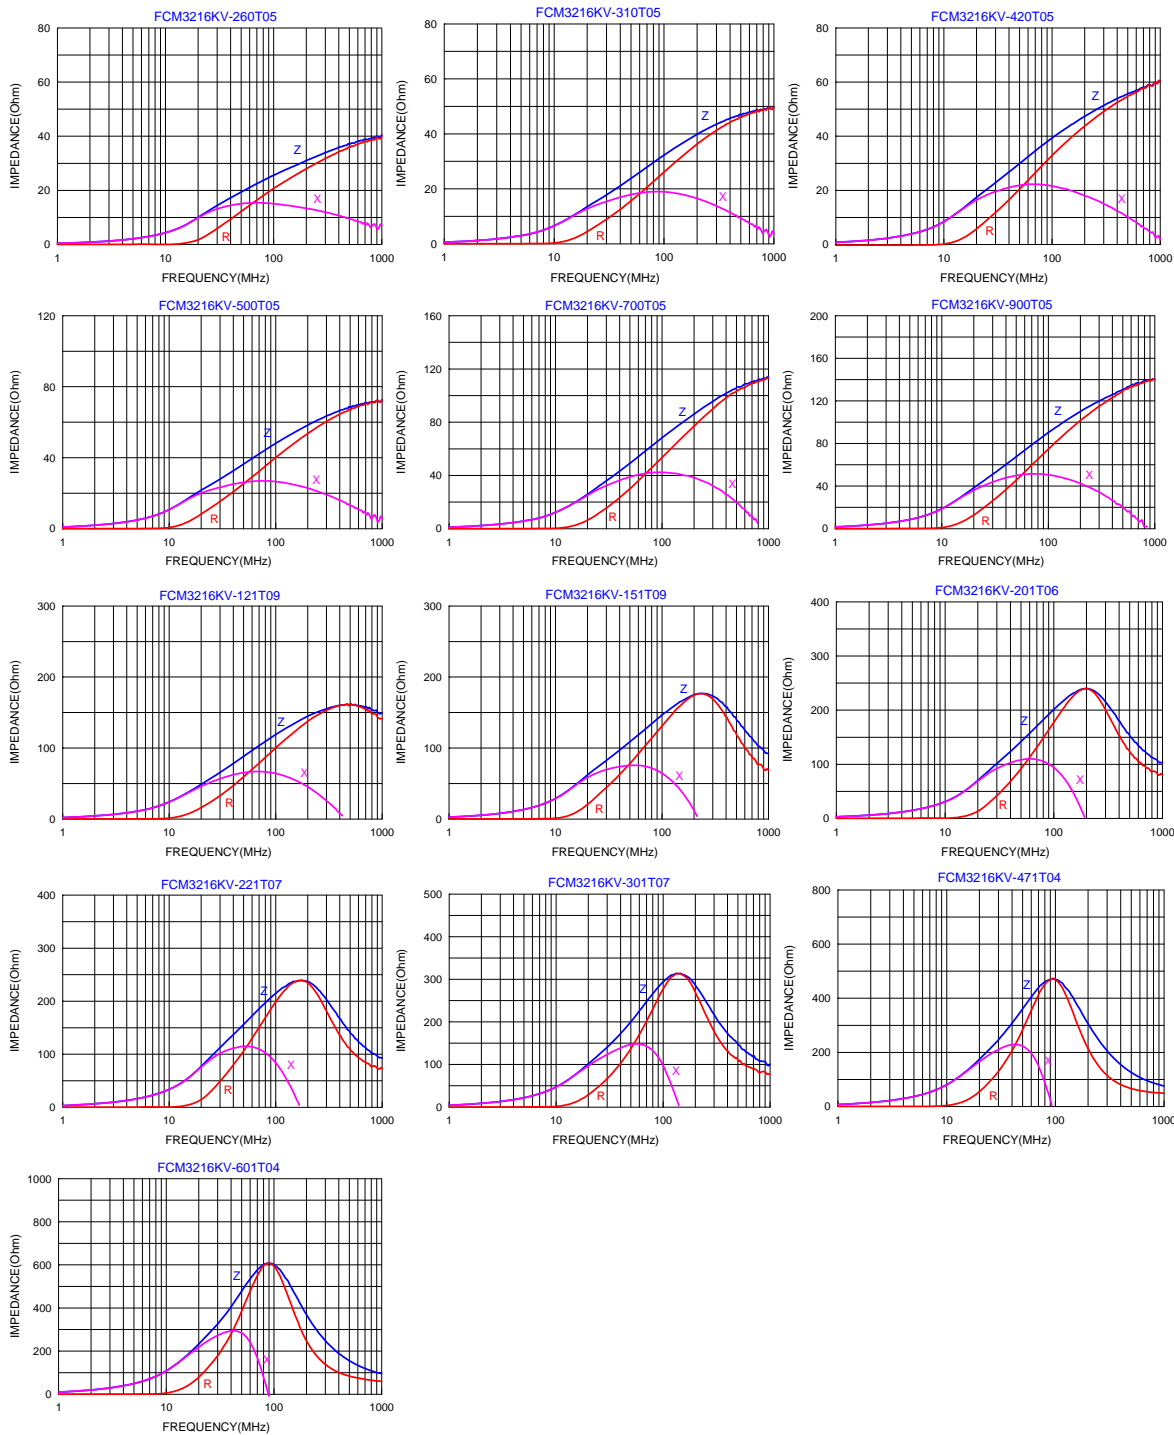 FCM3216KV-260T05
IMPEDANCE(Ohm)
80
60
40
20
0
Z
X
R
1
10
100
1000
FREQUENCY(MHz)
FCM3216KV-310T05
IMPEDANCE(Ohm)
80
60
40
20
0
Z
X
R
1
10
100
1000
FREQUENCY(MHz)
FCM3216KV-420T05
IMPEDANCE(Ohm)
80
60
40
20
0
Z
X
R
1
10
100
1000
FREQUENCY(MHz)
FCM3216KV-500T05
IMPEDANCE(Ohm)
120
80
40
0
Z
X
R
1
10
100
1000
FREQUENCY(MHz)
FCM3216KV-700T05
IMPEDANCE(Ohm)
160
120
80
40
0
Z
X
R
1
10
100
1000
FREQUENCY(MHz)
FCM3216KV-900T05
IMPEDANCE(Ohm)
200
160
120
80
40
0
Z
X
R
1
10
100
1000
FREQUENCY(MHz)
FCM3216KV-121T09
IMPEDANCE(Ohm)
300
200
100
0
Z
X
R
1
10
100
1000
FREQUENCY(MHz)
FCM3216KV-151T09
IMPEDANCE(Ohm)
300
200
100
0
Z
X
R
1
10
100
1000
FREQUENCY(MHz)
FCM3216KV-201T06
IMPEDANCE(Ohm)
400
300
200
100
0
Z
X
R
1
10
100
1000
FREQUENCY(MHz)
FCM3216KV-221T07
IMPEDANCE(Ohm)
400
300
200
100
0
Z
X
R
1
10
100
1000
FREQUENCY(MHz)
FCM3216KV-301T07
IMPEDANCE(Ohm)
500
400
300
200
100
0
Z
X
R
1
10
100
1000
FREQUENCY(MHz)
FCM3216KV-471T04
IMPEDANCE(Ohm)
800
600
400
200
0
Z
X
R
1
10
100
1000
FREQUENCY(MHz)
FCM3216KV-601T04
IMPEDANCE(Ohm)
1000
800
600
400
200
0
Z
X
R
1
10
100
1000
FREQUENCY(MHz)